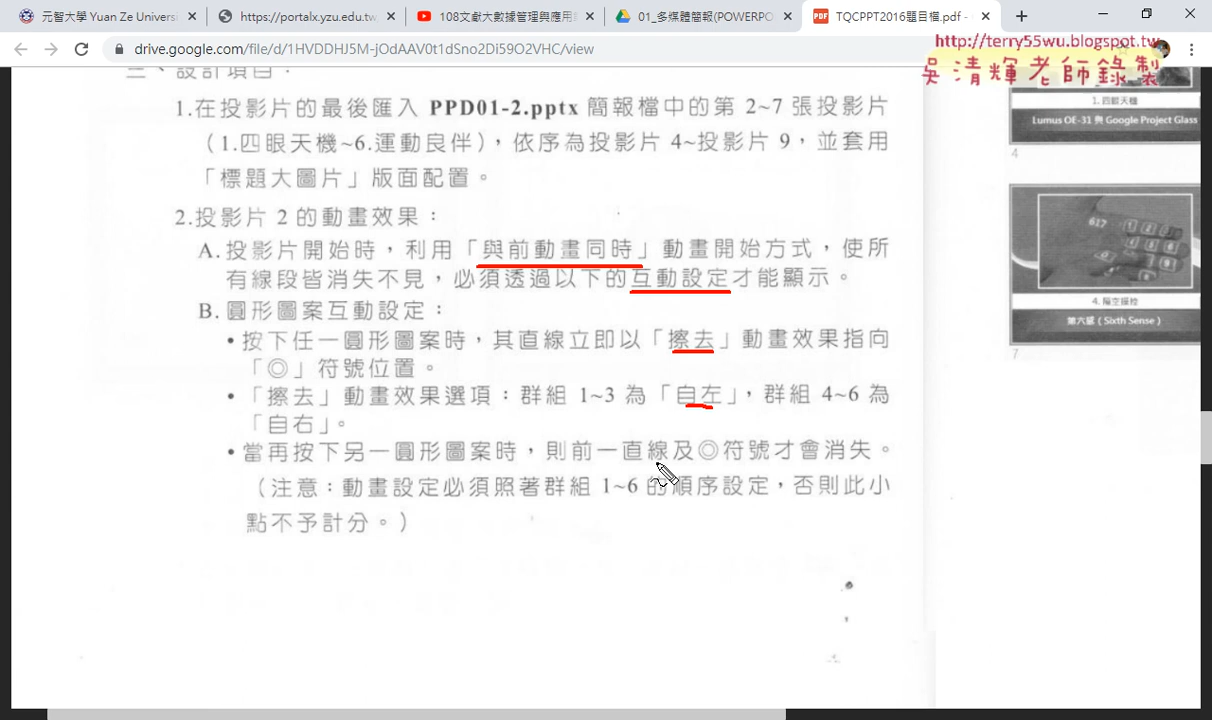 元智大學 Yuan Ze Universi
https://portalx.yzu.edu.tw
108文獻大數據管理與應用
01_多媒體簡報(POWERPO
PDF TQCPPT2016題目檔.pdf -
drive.google.com/file/d/1HVDDHJ5M-jOdAAV0t1dSno2Di59O2VHC/view
http://terry55wu.blogspot.tw
吳清輝老師錄製
三、設計項目：
1.在投影片的最後匯入 PPD01-2.pptx 簡報檔中的第 2~7 張投影片
（1.四眼天機~6.運動良伴），依序為投影片 4~投影片 9，並套用
「標題大圖片」版面配置。
2.投影片 2 的動畫效果：
A.投影片開始時，利用「與前動畫同時」動畫開始方式，使所
有線段皆消失不見，必須透過以下的互動設定才能顯示。
B.圓形圖案互動設定：
•按下任一圓形圖案時，其直線立即以「擦去」動畫效果指向
「◎」符號位置。
•「擦去」動畫效果選項：群組 1~3 為「自左」，群組 4~6 為
「自右」。
•當再按下另一圓形圖案時，則前一直線及◎符號才會消失。
（注意：動畫設定必須照著群組 1~6 的順序設定，否則此小
點不予計分。）
1.四眼天機
Lumus OE-31 與 Google Project Glass
4
617
4.隔空操控
第六感 (Sixth Sense)
7